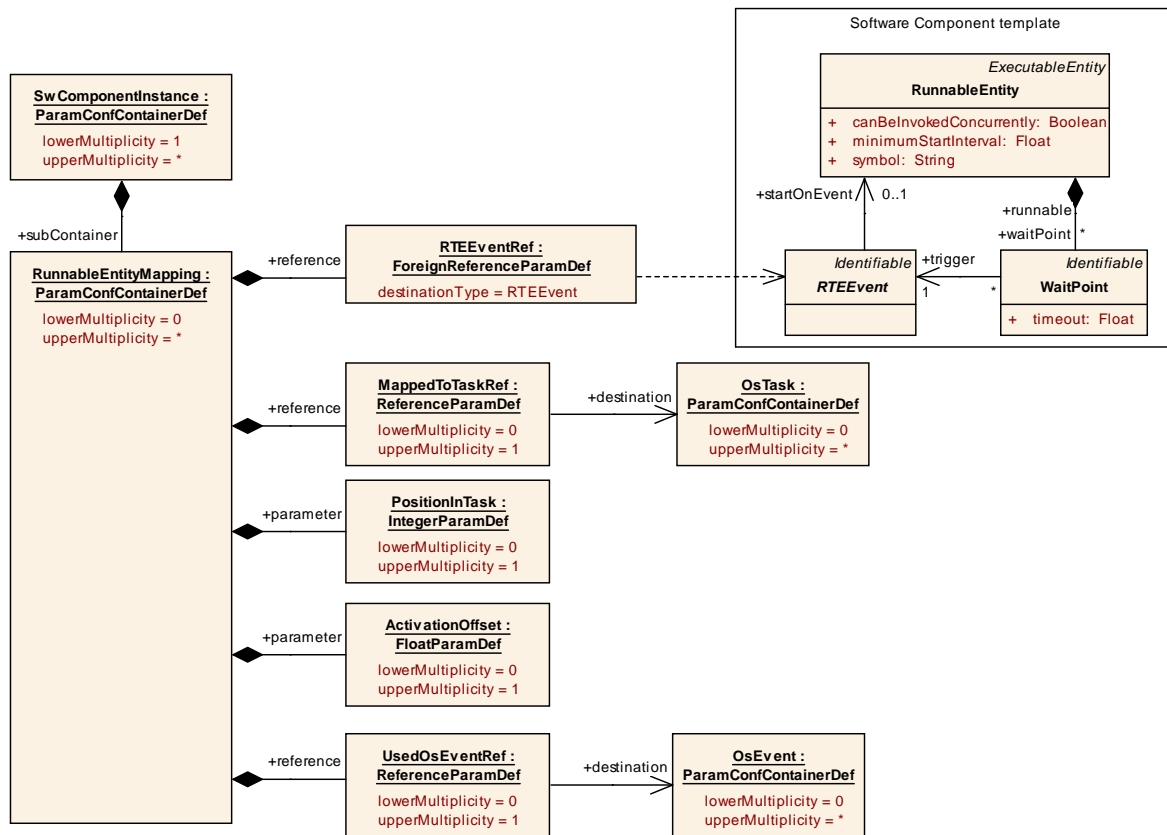 Software Component template
ExecutableEntity
RunnableEntity
+ canBeInvokedConcurrently: Boolean
+ minimumStartInterval: Float
+ symbol: String
SwComponentInstance :
ParamConfContainerDef
lowerMultiplicity = 1
upperMultiplicity = *
+startOnEvent
0..1
+runnable
+waitPoint *
+subContainer
RunnableEntityMapping :
ParamConfContainerDef
lowerMultiplicity = 0
upperMultiplicity = *
+reference
RTEEventRef :
ForeignReferenceParamDef
destinationType = RTEEvent
Identifiable
RTEEvent
+trigger
1
*
Identifiable
WaitPoint
+ timeout: Float
+reference
MappedToTaskRef :
ReferenceParamDef
lowerMultiplicity = 0
upperMultiplicity = 1
+destination
OsTask :
ParamConfContainerDef
lowerMultiplicity = 0
upperMultiplicity = *
+parameter
PositionInTask :
IntegerParamDef
lowerMultiplicity = 0
upperMultiplicity = 1
+parameter
ActivationOffset :
FloatParamDef
lowerMultiplicity = 0
upperMultiplicity = 1
+reference
UsedOsEventRef :
ReferenceParamDef
lowerMultiplicity = 0
upperMultiplicity = 1
+destination
OsEvent :
ParamConfContainerDef
lowerMultiplicity = 0
upperMultiplicity = *